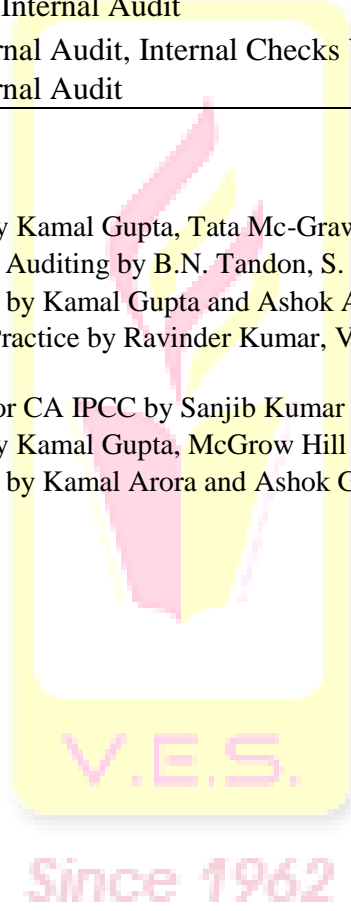 Internal Audit
rnal Audit, Internal Checks
rnal Audit
y Kamal Gupta, Tata Mc-Graw
Auditing by B.N. Tandon, S.
by Kamal Gupta and Ashok A
Practice by Ravinder Kumar, V
or CA IPCC by Sanjib Kumar
y Kamal Gupta, McGrow Hill
by Kamal Arora and Ashok G
V.E.S.
Since 1962